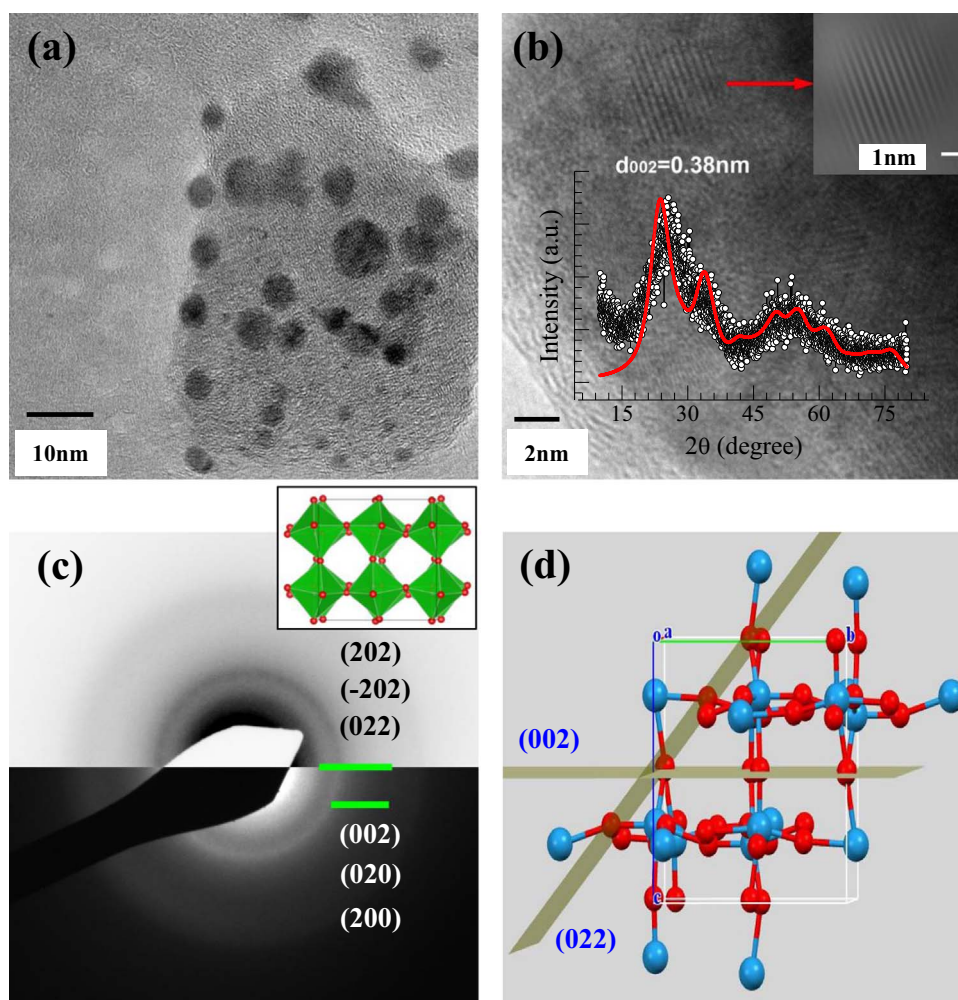 (a)
10nm
(b)
1nm
d002=0.38nm
Intensity (a.u.)
15 30 45 60 75
2θ (degree)
2nm
(c)
(202)
(-202)
(022)
(002)
(020)
(200)
(d)
o a b
(002)
c
(022)